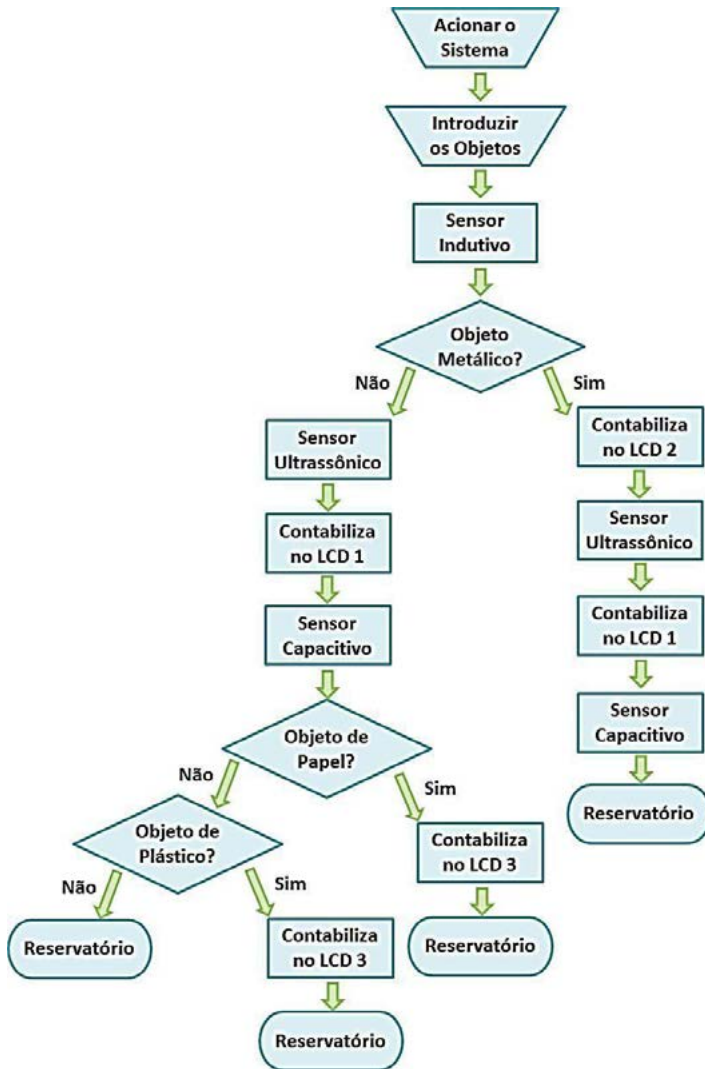 Acionar o
Sistema
Introduzir
os Objetos
Sensor
Indutivo
Objeto
Metálico?
Não
Sim
Sensor
Ultrassônico
Contabiliza
no LCD 1
Sensor
Capacitivo
Objeto de
Papel?
Não
Sim
Objeto de
Plástico?
Não
Sim
Reservatório
Contabiliza
no LCD 3
Reservatório
Contabiliza
no LCD 3
Reservatório
Contabiliza
no LCD 2
Sensor
Ultrassônico
Contabiliza
no LCD 1
Sensor
Capacitivo
Reservatório